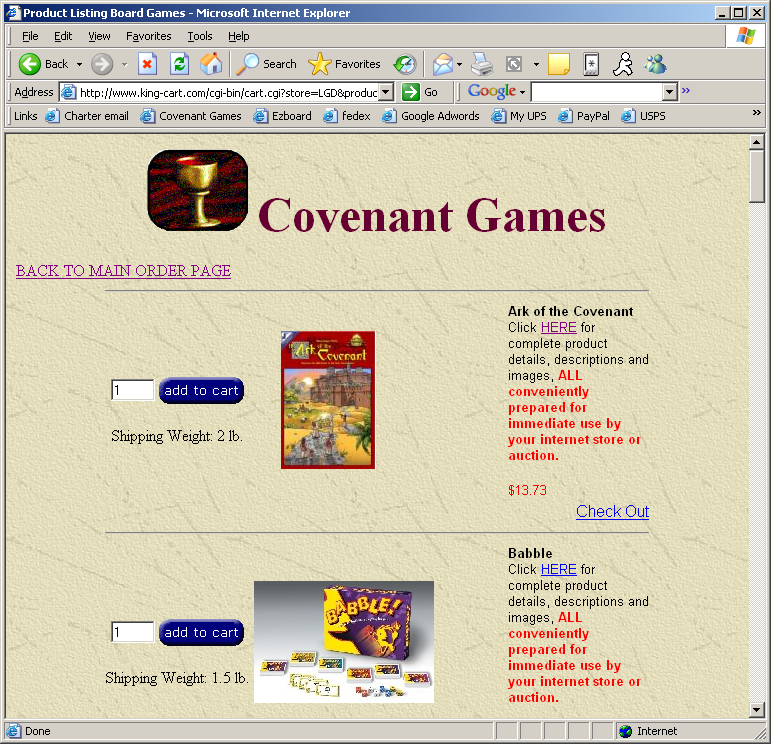 Product Listing Board Games - Microsoft Internet Explorer
File Edit View Favorites Tools Help
Back Search Favorites
Address http://www.king-cart.com/cgi-bin/cart.cgi?store=LGD&produc Go Google »
Links Charter email Covenant Games Ezboard fedex Google Adwords My UPS PayPal USPS »
Covenant Games
BACK TO MAIN ORDER PAGE
Ark of the Covenant
Click HERE for
complete product
details, descriptions and
images, ALL
conveniently
prepared for
immediate use by
your internet store or
auction.
Ark of the
Covenant
1 add to cart
Shipping Weight: 2 lb.
$13.73
Check Out
Babble
Click HERE for
complete product
details, descriptions and
images, ALL
conveniently
prepared for
immediate use by
your internet store or
auction.
BABBLE!
1 add to cart
Shipping Weight: 1.5 lb.
Done Internet